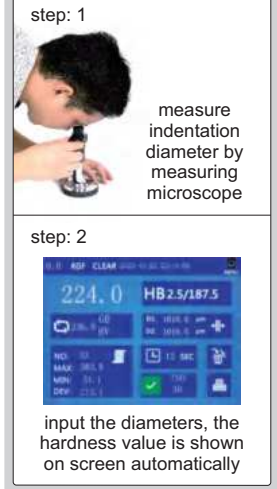 step: 1
measure
indentation
diameter by
measuring
microscope
step: 2
CLEAR
224.0
HB2.5/187.5
NO:
MAX:
MIN:
DEV:
15 SEC
input the diameters, the
hardness value is shown
on screen automatically